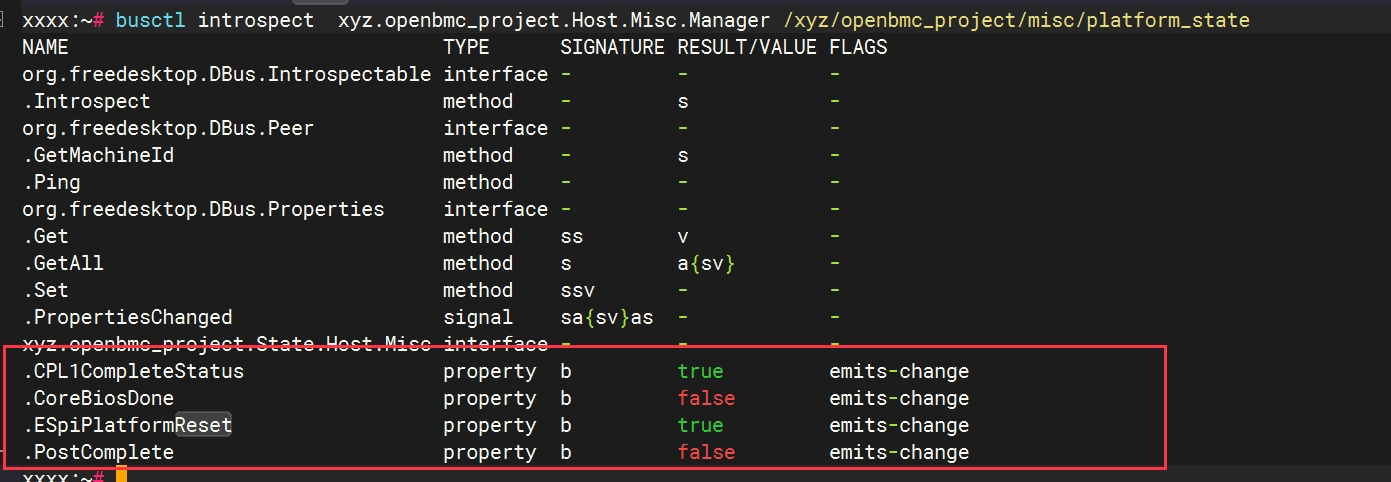 xxxx:~# busctl introspect  xyz.openbmc_project.Host.Misc.Manager /xyz/openbmc_project/misc/platform_state
NAME                                TYPE      SIGNATURE RESULT/VALUE FLAGS
org.freedesktop.DBus.Introspectable interface -         -            -
.Introspect                         method    -         s            -
org.freedesktop.DBus.Peer           interface -         -            -
.GetMachineId                       method    -         s            -
.Ping                               method    -         -            -
org.freedesktop.DBus.Properties     interface -         -            -
.Get                                method    ss        v            -
.GetAll                             method    s         a{sv}        -
.Set                                method    ssv       -            -
.PropertiesChanged                  signal    sa{sv}as  -            -
xyz.openbmc_project.State.Host.Misc interface -         -            -
.CPL1CompleteStatus                 property  b         true         emits-change
.CoreBiosDone                       property  b         false        emits-change
.ESpiPlatformReset                  property  b         true         emits-change
.PostComplete                       property  b         false        emits-change
xxxx:~#